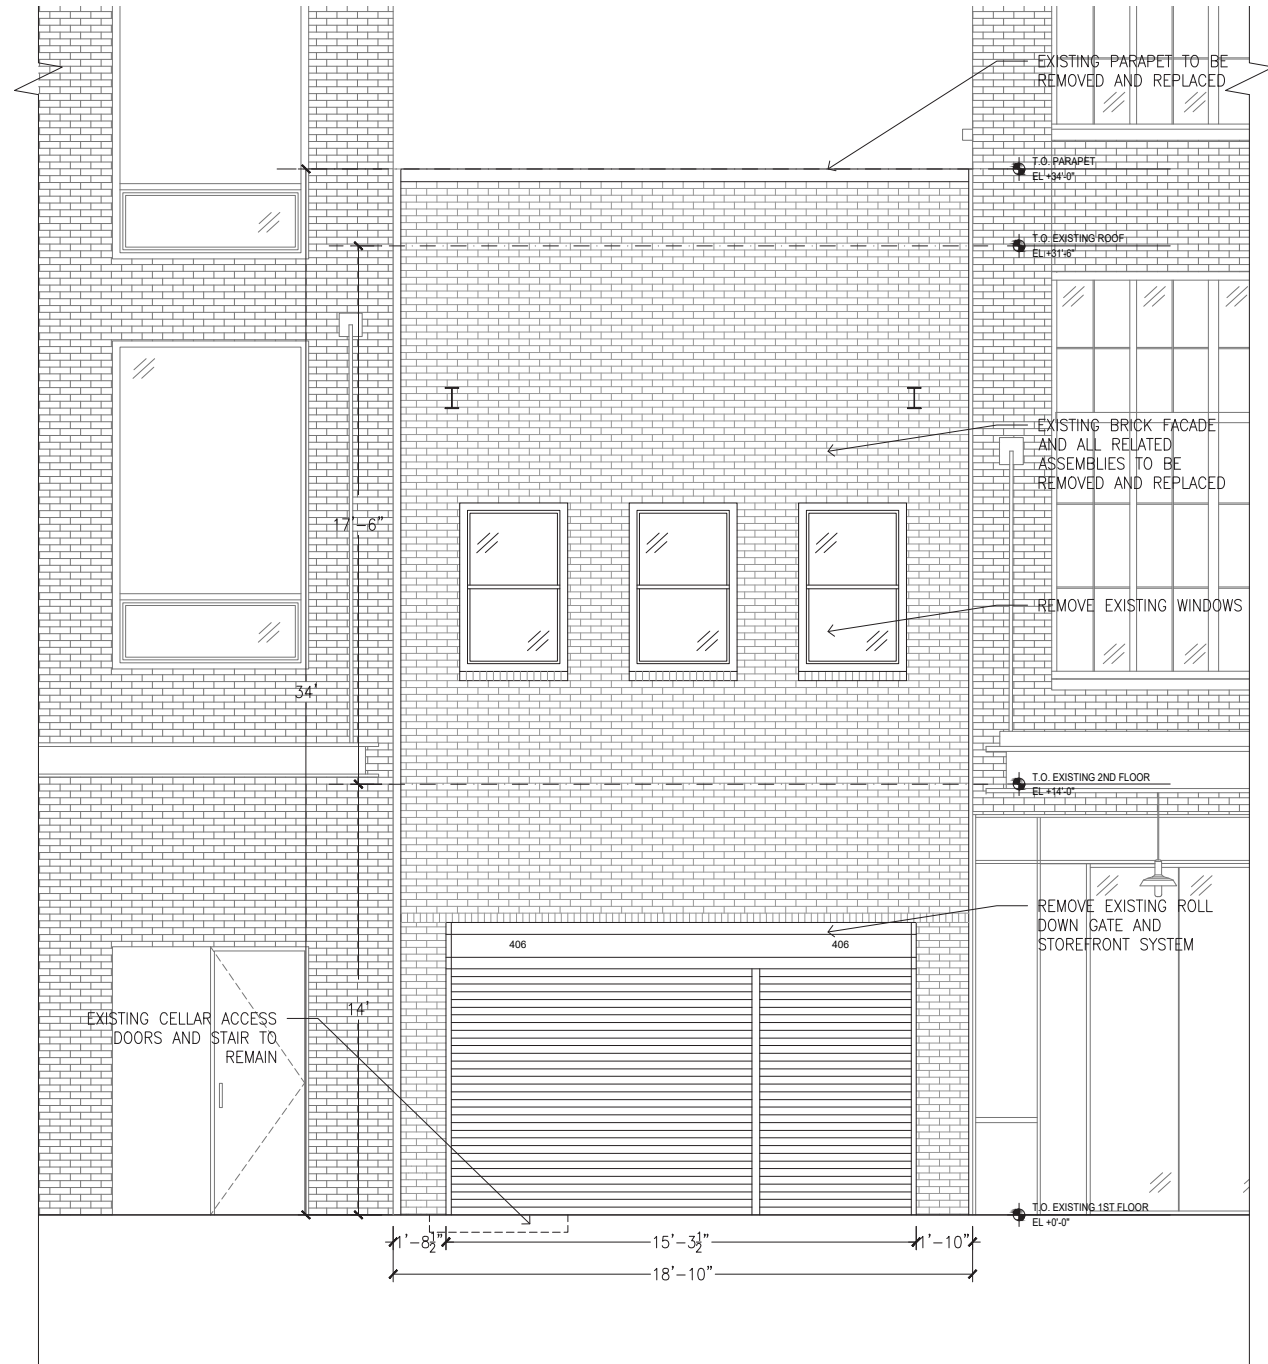 EXISTING PARAPET TO BE
REMOVED AND REPLACED
T.O. PARAPET
EL +34'-0"
T.O. EXISTING ROOF
EL +31'-6"
EXISTING BRICK FACADE
AND ALL RELATED
ASSEMBLIES TO BE
REMOVED AND REPLACED
17'-6"
REMOVE EXISTING WINDOWS
34'
T.O. EXISTING 2ND FLOOR
EL +14'-0"
REMOVE EXISTING ROLL
DOWN GATE AND
STOREFRONT SYSTEM
406 406
14'
EXISTING CELLAR ACCESS
DOORS AND STAIR TO
REMAIN
T.O. EXISTING 1ST FLOOR
EL +0'-0"
1'-8½" 15'-3½" 1'-10"
18'-10"